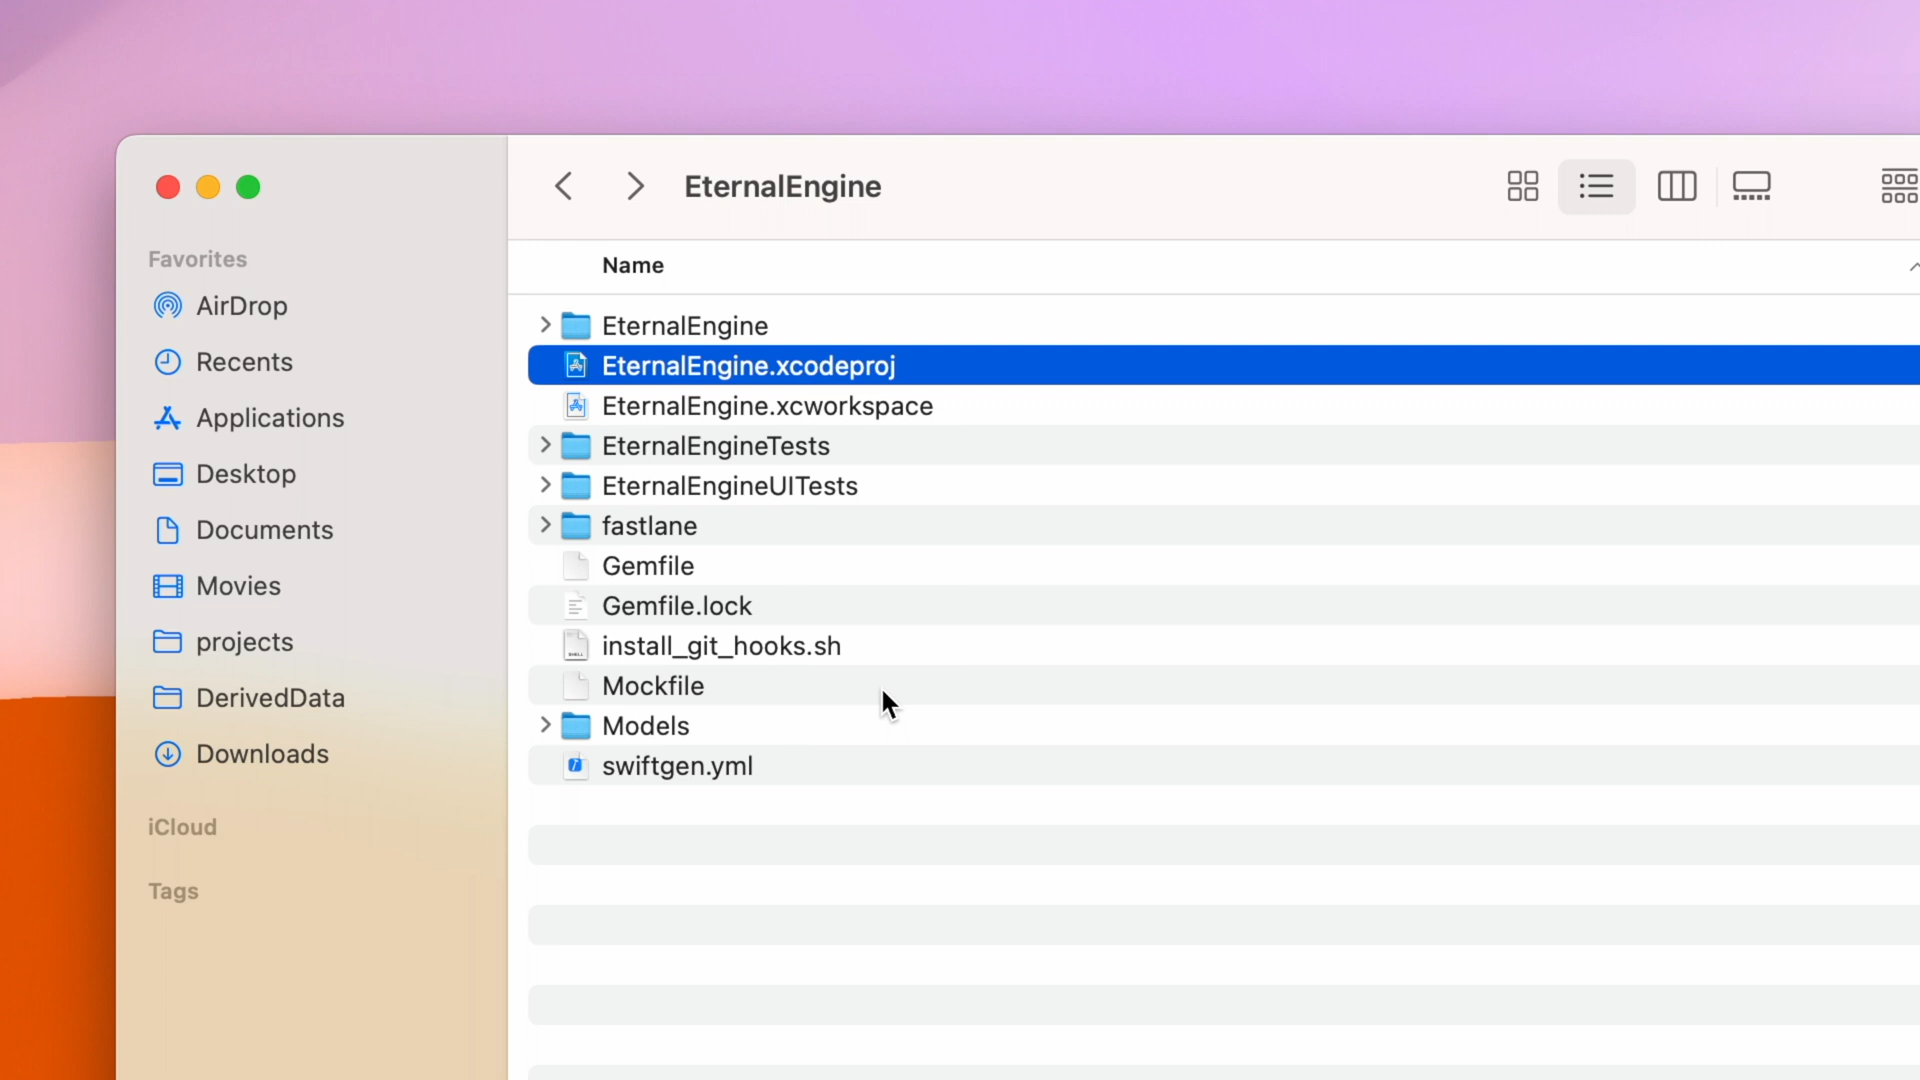 EternalEngine
Favorites
AirDrop
Recents
Applications
Desktop
Documents
Movies
projects
DerivedData
Downloads
iCloud
Tags
Name
EternalEngine
EternalEngine.xcodeproj
EternalEngine.xcworkspace
EternalEngineTests
EternalEngineUITests
fastlane
Gemfile
Gemfile.lock
install_git_hooks.sh
Mockfile
Models
swiftgen.yml